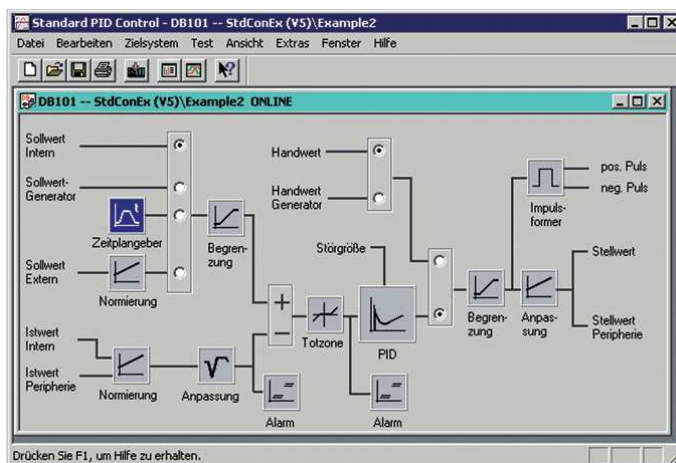 Standard PID Control - DB101 -- StdConEx (V5)\Example2
Datei Bearbeiten Zielsystem Test Ansicht Extras Fenster Hilfe
DB101 -- StdConEx (V5)\Example2 ONLINE
Sollwert
Intern
Sollwert-
Generator
Zeitplangeber
Sollwert
Extern
Normierung
Begren-
zung
Handwert
Handwert
Generator
Störgröße
pos. Puls
neg. Puls
Impuls-
former
Stellwert
Begren-
zung
Anpas-
sung
Stellwert
Peripherie
Istwert
Intern
Istwert
Peripherie
Normierung
Anpassung
+
−
Totzone
PID
Alarm
Alarm
Drücken Sie F1, um Hilfe zu erhalten.